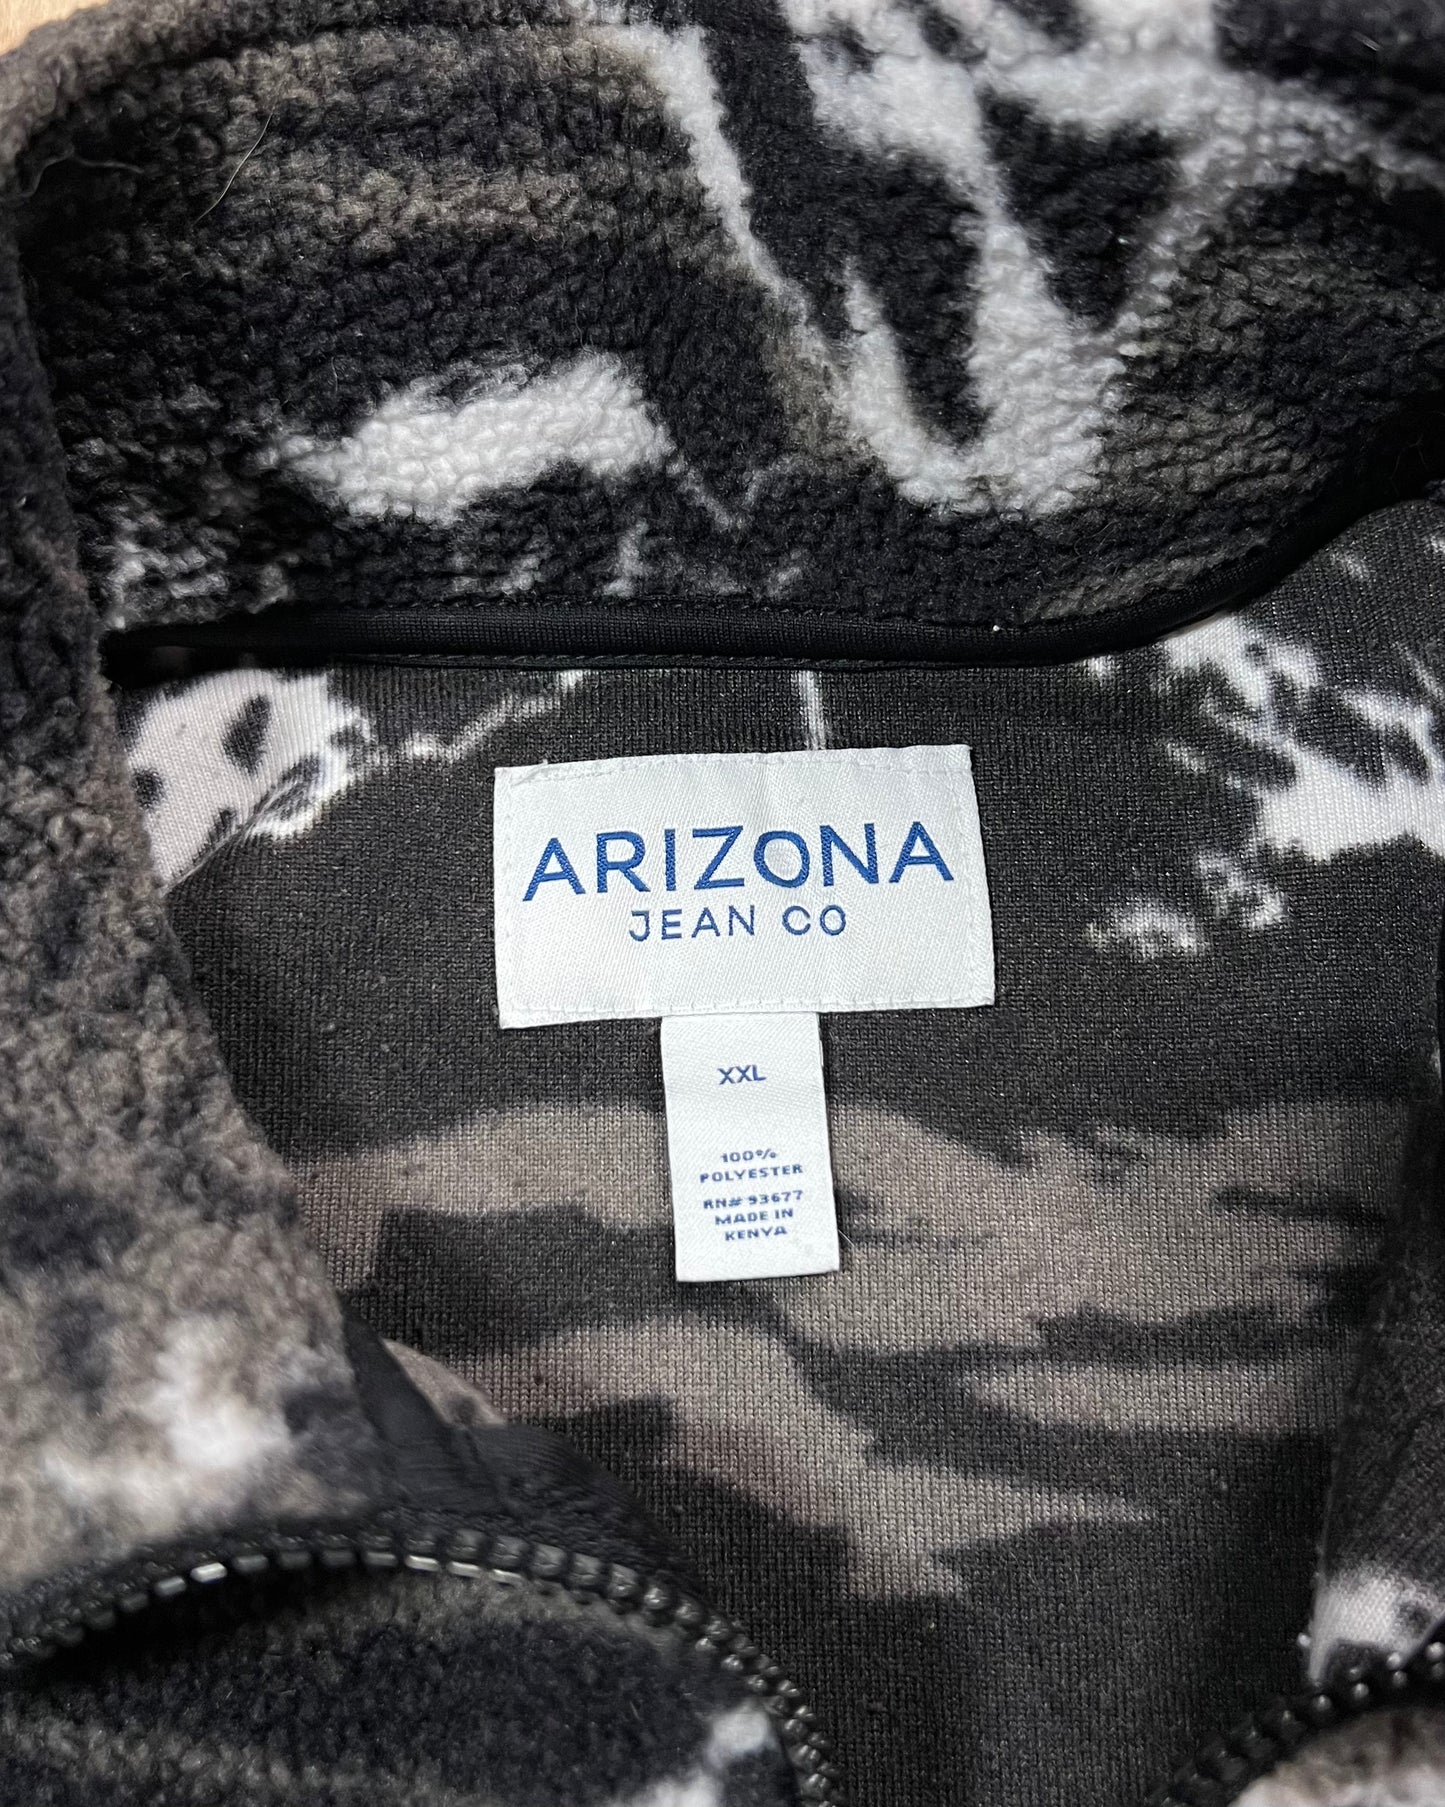 ARIZONA
JEAN CO
XXL
100%
POLYESTER
RN# 93677
MADE IN
KENYA